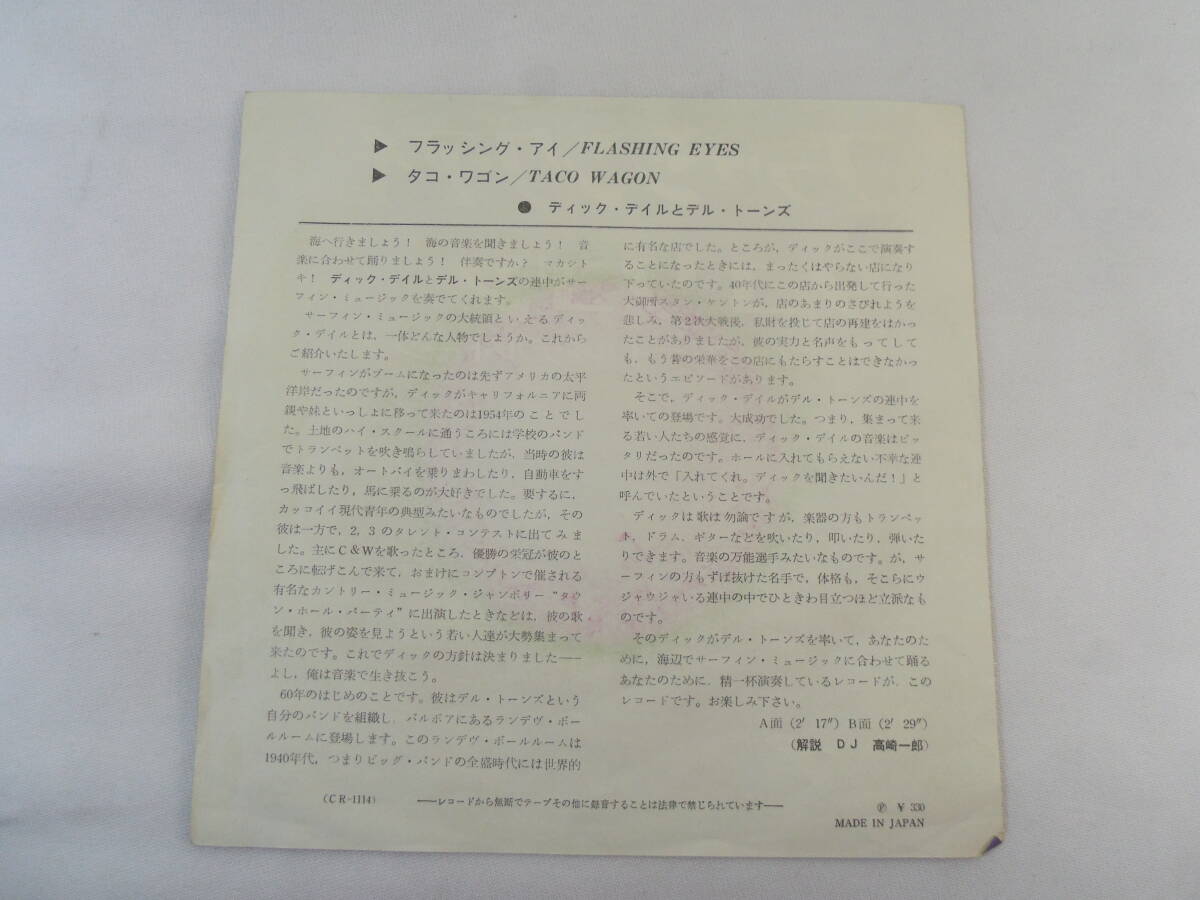 ▶ フラッシング・アイ/FLASHING EYES
▶ タコ・ワゴン/TACO WAGON
● ディック・デイルとデル・トーンズ
海へ行きましょう! 海の音楽を聞きましょう! 音
楽に合わせて踊りましょう! 伴奏ですか? マカシト
キ! ディック・デイルとデル・トーンズの連中がサー
フィン・ミュージックを奏でてくれます。
サーフィン・ミュージックの大統領といえるディッ
ク・デイルとは、一体どんな人物でしょうか。これから
ご紹介いたします。
サーフィンがブームになったのは先ずアメリカの太平
洋岸だったのですが、ディックがキャリフォルニアに両
親や妹といっしょに移って来たのは1954年のことでし
た。土地のハイ・スクールに通うころには学校のバンド
でトランペットを吹き鳴らしていましたが、当時の彼は
音楽よりも、オートバイを乗りまわしたり、自動車をす
っ飛ばしたり、馬に乗るのが大好きでした。要するに、
カッコイイ現代青年の典型みたいなものでしたが、その
彼は一方で、2, 3のタレント・コンテストに出てみま
した。主にC&Wを歌ったところ、優勝の栄冠が彼のと
ころに転げこんで来て、おまけにコンプトンで催される
有名なカントリー・ミュージック・ジャンボリー“タウ
ン・ホール・パーティ”に出演したときなどは、彼の歌
を聞き、彼の姿を見ようという若い人達が大勢集まって
来たのです。これでディックの方針は決まりました——
よし、俺は音楽で生き抜こう。
60年のはじめのことです。彼はデル・トーンズという
自分のバンドを組織し、バルボアにあるランデヴ・ボー
ルルームに登場します。このランデヴ・ボールルームは
1940年代、つまりビッグ・バンドの全盛時代には世界的
に有名な店でした。ところが、ディックがここで演奏す
ることになったときには、まったくはやらない店になり
下っていたのです。40年代にこの店から出発して行った
大御所スタン・ケントンが、店のあまりのさびれようを
悲しみ、第2次大戦後、私財を投じて店の再建をはかっ
たことがありましたが、彼の実力と名声をもってして
も、もう昔の栄華をこの店にもたらすことはできなかっ
たというエピソードがあります。
そこで、ディック・デイルがデル・トーンズの連中を
率いての登場です。大成功でした。つまり、集まって来
る若い人たちの感覚に、ディック・デイルの音楽はピッ
タリだったのです。ホールに入れてもらえない不幸な連
中は外で「入れてくれ。ディックを聞きたいんだ!」と
呼んでいたということです。
ディックは歌は勿論ですが、楽器の方もトランペッ
ト、ドラム、ギターなどを吹いたり、叩いたり、弾いた
りできます。音楽の万能選手みたいなものです。が、サ
ーフィンの方もずば抜けた名手で、体格も、そこらにウ
ジャウジャいる連中の中でひときわ目立つほど立派なも
のです。
そのディックがデル・トーンズを率いて、あなたのた
めに、海辺でサーフィン・ミュージックに合わせて踊る
あなたのために、精一杯演奏しているレコードが、この
レコードです。お楽しみ下さい。
A面(2′ 17″) B面(2′ 29″)
(解説 DJ 高崎一郎)
(CR-1114) ——レコードから無断でテープその他に録音することは法律で禁じられています——
Ⓟ ¥ 330
MADE IN JAPAN